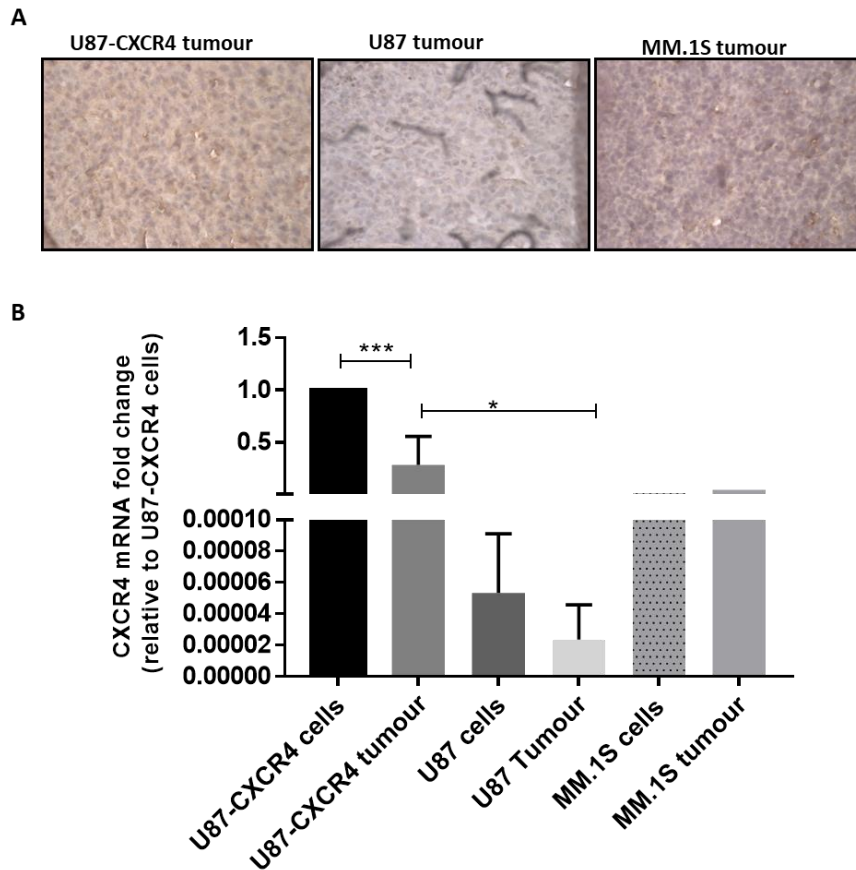 A
U87-CXCR4 tumour
U87 tumour
MM.1S tumour
B
CXCR4 mRNA fold change
(relative to U87-CXCR4 cells)
1.5
1.0
0.5
0.00010
0.00008
0.00006
0.00004
0.00002
0.00000
***
*
U87-CXCR4 cells
U87-CXCR4 tumour
U87 cells
U87 Tumour
MM.1S cells
MM.1S tumour